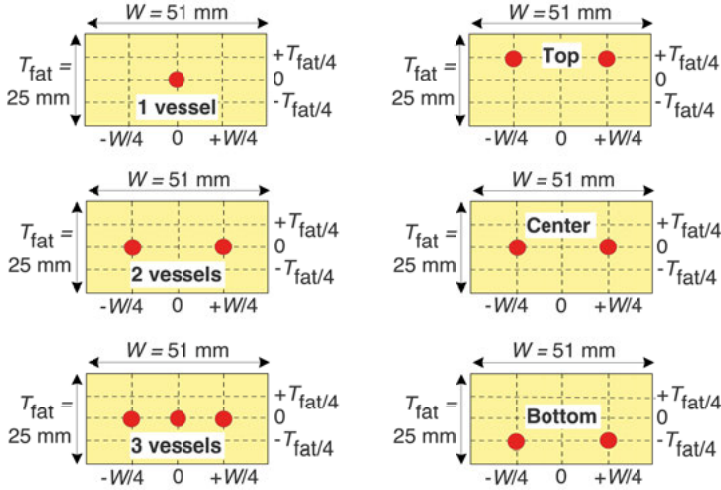 W = 51 mm
T_fat =
25 mm
+T_fat/4
0
-T_fat/4
1 vessel
-W/4 0 +W/4
W = 51 mm
T_fat =
25 mm
+T_fat/4
0
-T_fat/4
Top
-W/4 0 +W/4
W = 51 mm
T_fat =
25 mm
+T_fat/4
0
-T_fat/4
2 vessels
-W/4 0 +W/4
W = 51 mm
T_fat =
25 mm
+T_fat/4
0
-T_fat/4
Center
-W/4 0 +W/4
W = 51 mm
T_fat =
25 mm
+T_fat/4
0
-T_fat/4
3 vessels
-W/4 0 +W/4
W = 51 mm
T_fat =
25 mm
+T_fat/4
0
-T_fat/4
Bottom
-W/4 0 +W/4